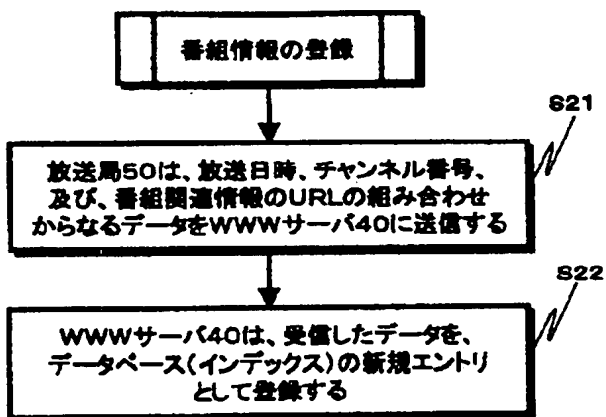 番組情報の登録
S21
放送局50は、放送日時、チャンネル番号、
及び、番組関連情報のURLの組み合わせ
からなるデータをWWWサーバ40に送信する
S22
WWWサーバ40は、受信したデータを、
データベース(インデックス)の新規エントリ
として登録する